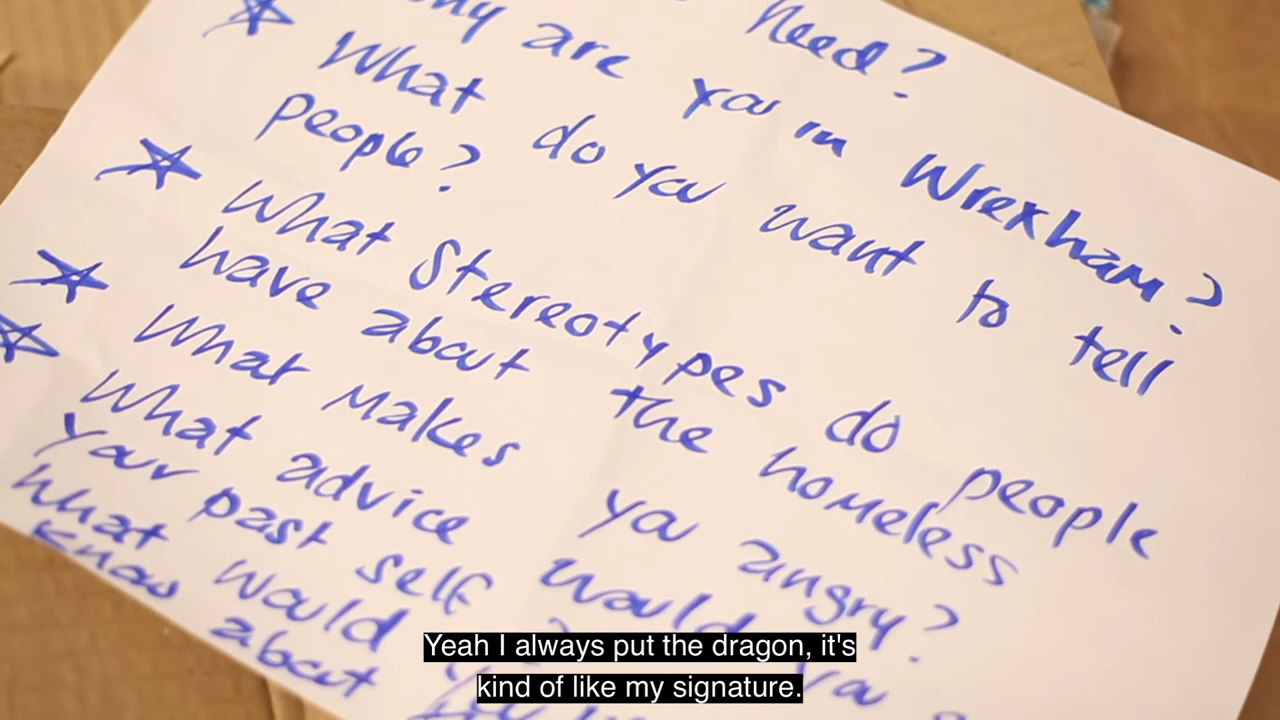 need?
Why are you in Wrexham?
What do you want to tell
people?
What Stereotypes do people
have about the homeless
What makes you angry?
What advice would you
your past self?
What would
know about
Yeah I always put the dragon, it's
kind of like my signature.